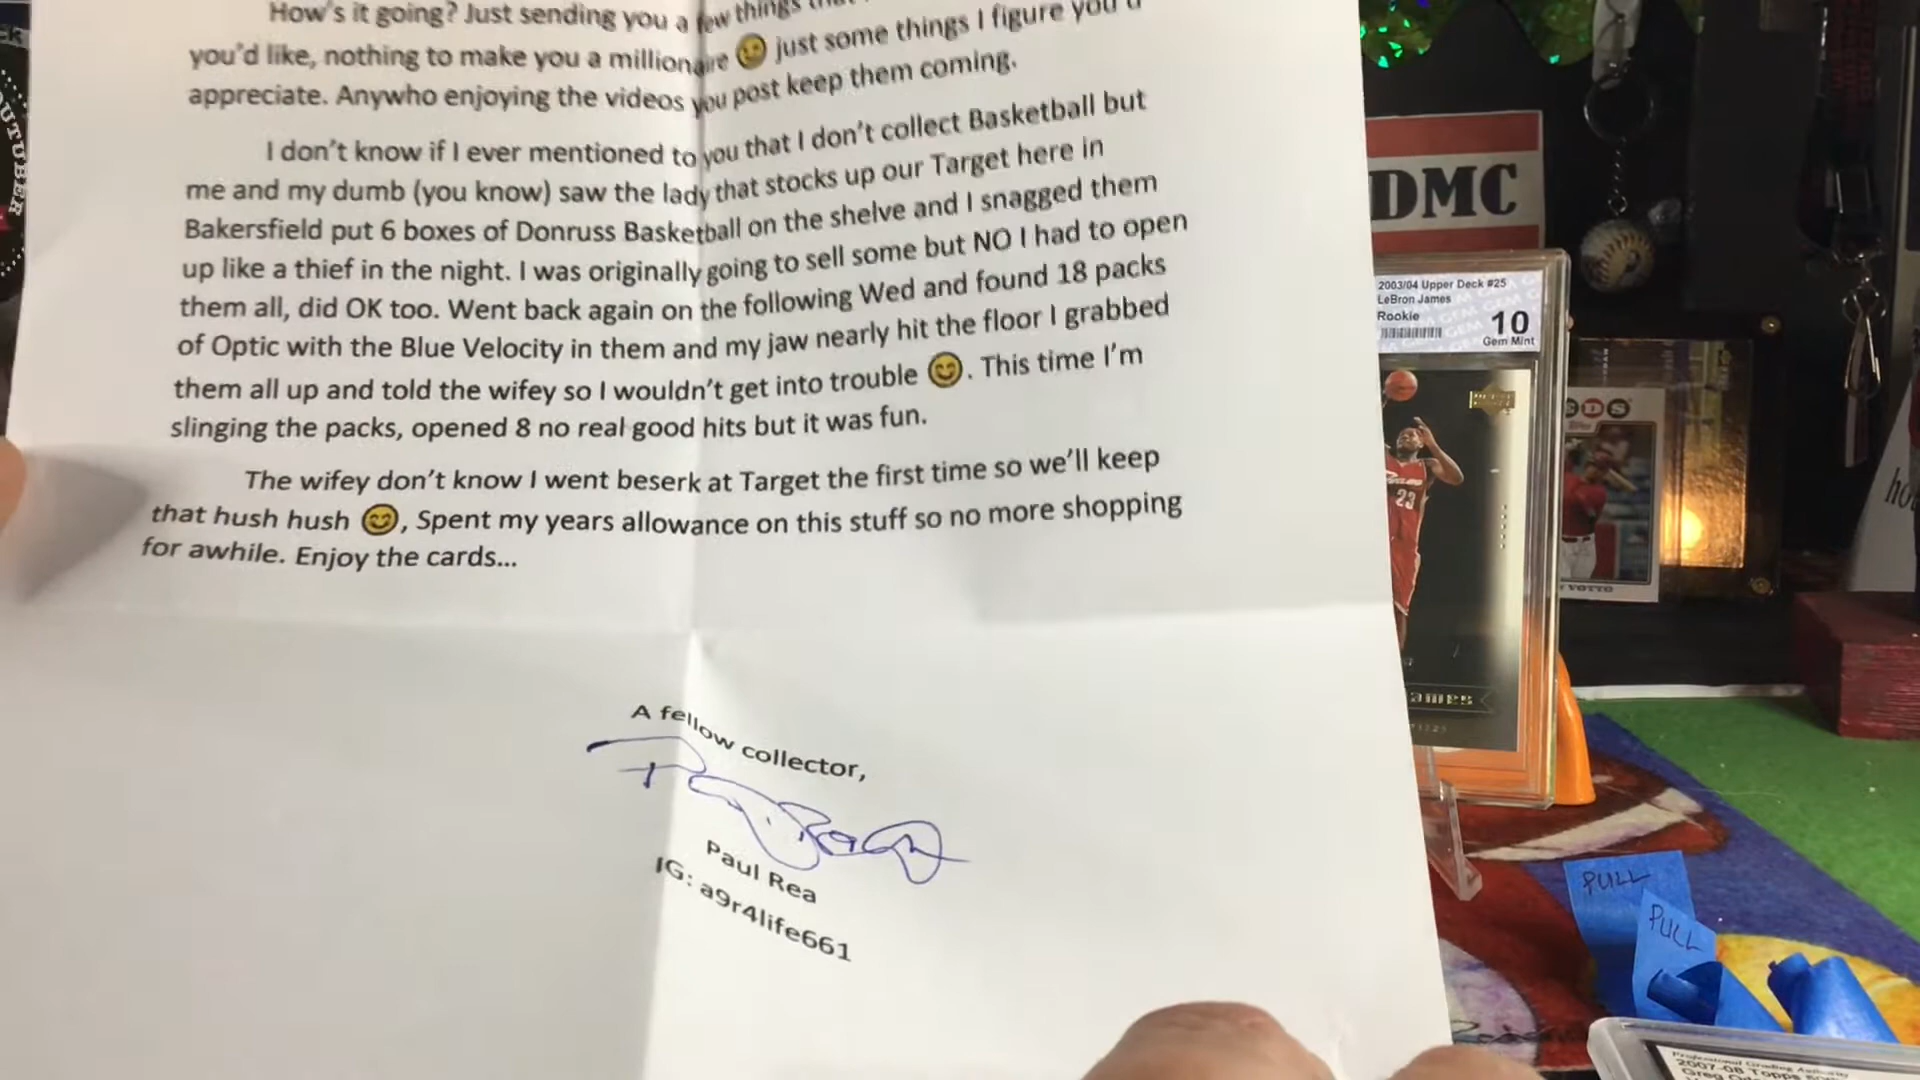 How's it going? Just sending you a few things
you'd like, nothing to make you a millionaire 😉 just some things I figure you'd
appreciate. Anywho enjoying the videos you post keep them coming.
I don't know if I ever mentioned to you that I don't collect Basketball but
me and my dumb (you know) saw the lady that stocks up our Target here in
Bakersfield put 6 boxes of Donruss Basketball on the shelve and I snagged them
up like a thief in the night. I was originally going to sell some but NO I had to open
them all, did OK too. Went back again on the following Wed and found 18 packs
of Optic with the Blue Velocity in them and my jaw nearly hit the floor I grabbed
them all up and told the wifey so I wouldn't get into trouble 😊. This time I'm
slinging the packs, opened 8 no real good hits but it was fun.
The wifey don't know I went beserk at Target the first time so we'll keep
that hush hush 😊, Spent my years allowance on this stuff so no more shopping
for awhile. Enjoy the cards...
A fellow collector,
Paul Rea
IG: a9r4life661
DMC
2003/04 Upper Deck #25
LeBron James
Rookie
10
Gem Mint
23
PULL
PULL
2007-08 Topps
Greg